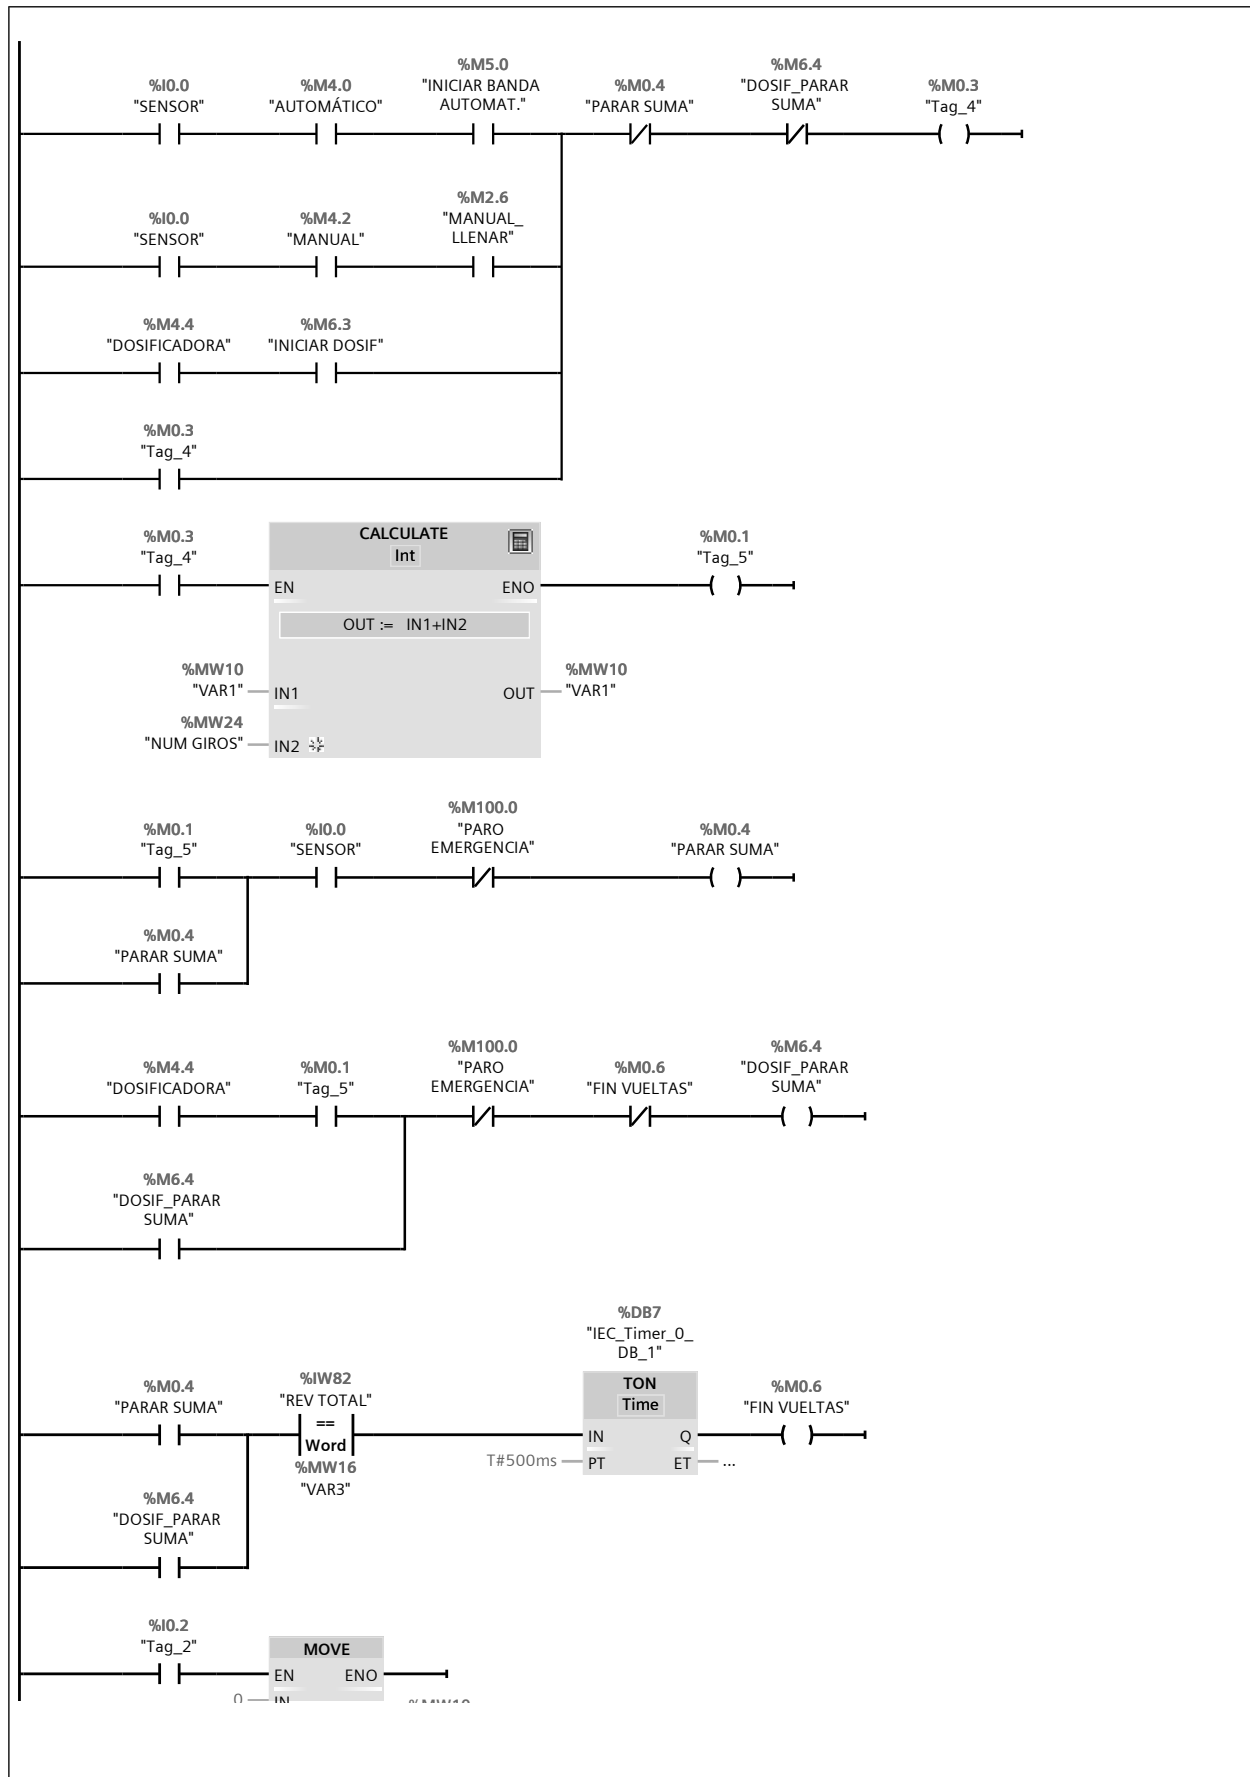 %M5.0
%M6.4
%I0.0
%M4.0
"INICIAR BANDA
%M0.4
"DOSIF_PARAR
%M0.3
"SENSOR"
"AUTOMÁTICO"
AUTOMAT."
"PARAR SUMA"
SUMA"
"Tag_4"
%M2.6
%I0.0
%M4.2
"MANUAL_
"SENSOR"
"MANUAL"
LLENAR"
%M4.4
%M6.3
"DOSIFICADORA"
"INICIAR DOSIF"
%M0.3
"Tag_4"
%M0.3
"Tag_4"
CALCULATE
Int
%M0.1
"Tag_5"
EN
ENO
OUT := IN1+IN2
%MW10
"VAR1"
IN1
OUT
%MW10
"VAR1"
%MW24
"NUM GIROS"
IN2
%M100.0
%M0.1
%I0.0
"PARO
%M0.4
"Tag_5"
"SENSOR"
EMERGENCIA"
"PARAR SUMA"
%M0.4
"PARAR SUMA"
%M100.0
%M6.4
%M4.4
%M0.1
"PARO
%M0.6
"DOSIF_PARAR
"DOSIFICADORA"
"Tag_5"
EMERGENCIA"
"FIN VUELTAS"
SUMA"
%M6.4
"DOSIF_PARAR
SUMA"
%DB7
"IEC_Timer_0_
DB_1"
%M0.4
"PARAR SUMA"
%IW82
"REV TOTAL"
==
Word
%MW16
"VAR3"
TON
Time
%M0.6
"FIN VUELTAS"
IN
Q
T#500ms
PT
ET
...
%M6.4
"DOSIF_PARAR
SUMA"
%I0.2
"Tag_2"
MOVE
EN
ENO
0
IN